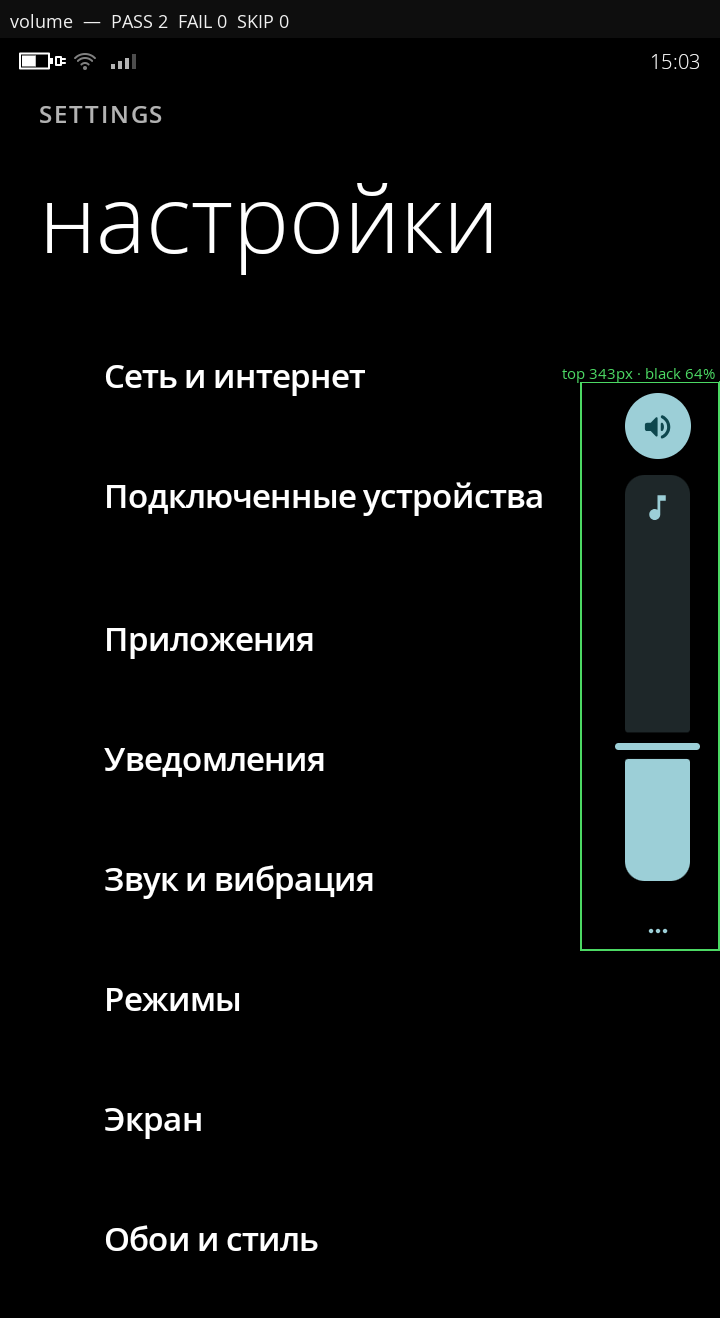 volume — PASS 2 FAIL 0 SKIP 0
15:03
SETTINGS
настройки
Сеть и интернет
top 343px · black 64%
Подключенные устройства
Приложения
Уведомления
Звук и вибрация
Режимы
Экран
Обои и стиль